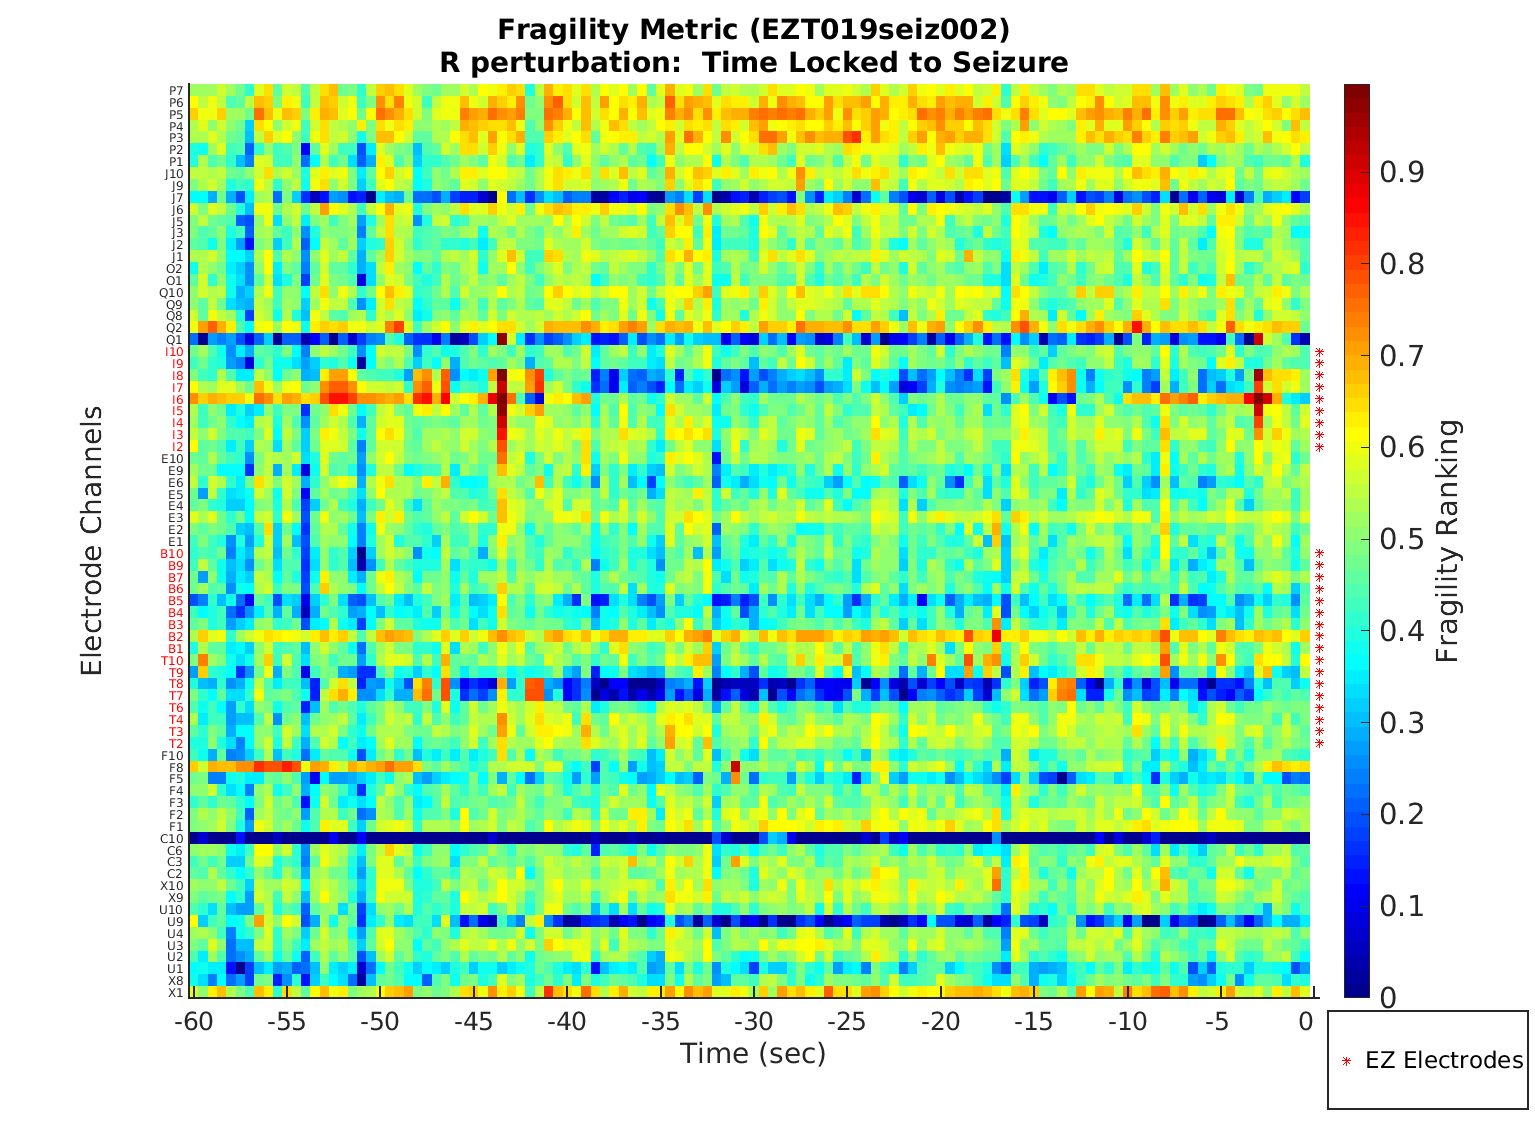 Fragility Metric (EZT019seiz002)
R perturbation:  Time Locked to Seizure
Electrode Channels
P7
P6
P5
P4
P3
P2
P1
J10
J9
J7
J6
J5
J3
J2
J1
O2
O1
Q10
Q9
Q8
Q2
Q1
I10
I9
I8
I7
I6
I5
I4
I3
I2
E10
E9
E6
E5
E4
E3
E2
E1
B10
B9
B7
B6
B5
B4
B3
B2
B1
T10
T9
T8
T7
T6
T4
T3
T2
F10
F8
F5
F4
F3
F2
F1
C10
C6
C3
C2
X10
X9
U10
U9
U4
U3
U2
U1
X8
X1
-60 -55 -50 -45 -40 -35 -30 -25 -20 -15 -10 -5 0
Time (sec)
0.9
0.8
0.7
0.6
0.5
0.4
0.3
0.2
0.1
0
Fragility Ranking
EZ Electrodes